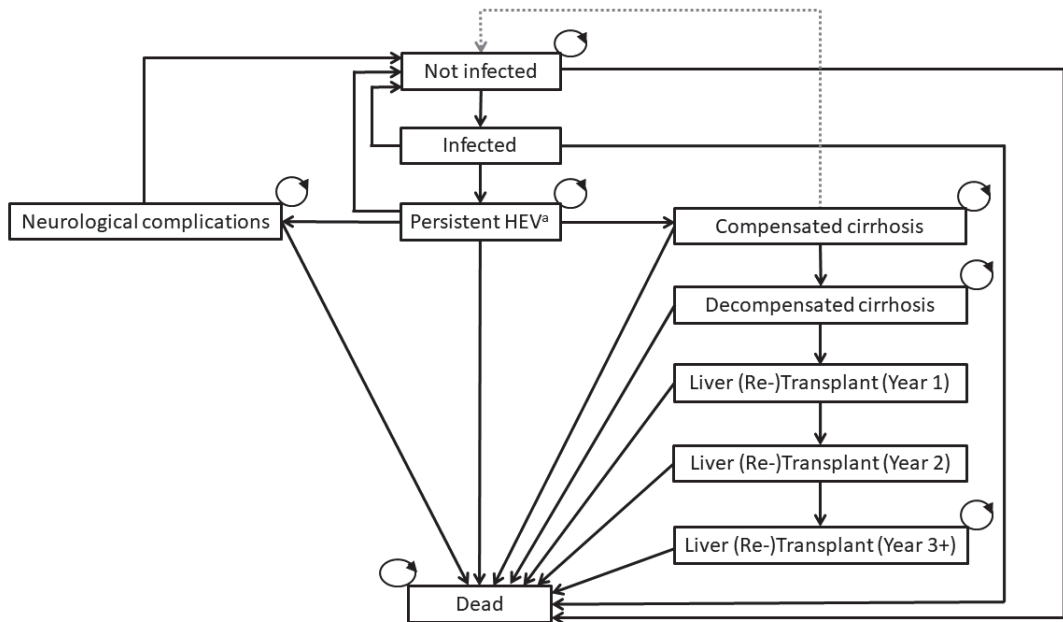 Not infected
Infected
Neurological complications
Persistent HEVᵃ
Compensated cirrhosis
Decompensated cirrhosis
Liver (Re-)Transplant (Year 1)
Liver (Re-)Transplant (Year 2)
Liver (Re-)Transplant (Year 3+)
Dead